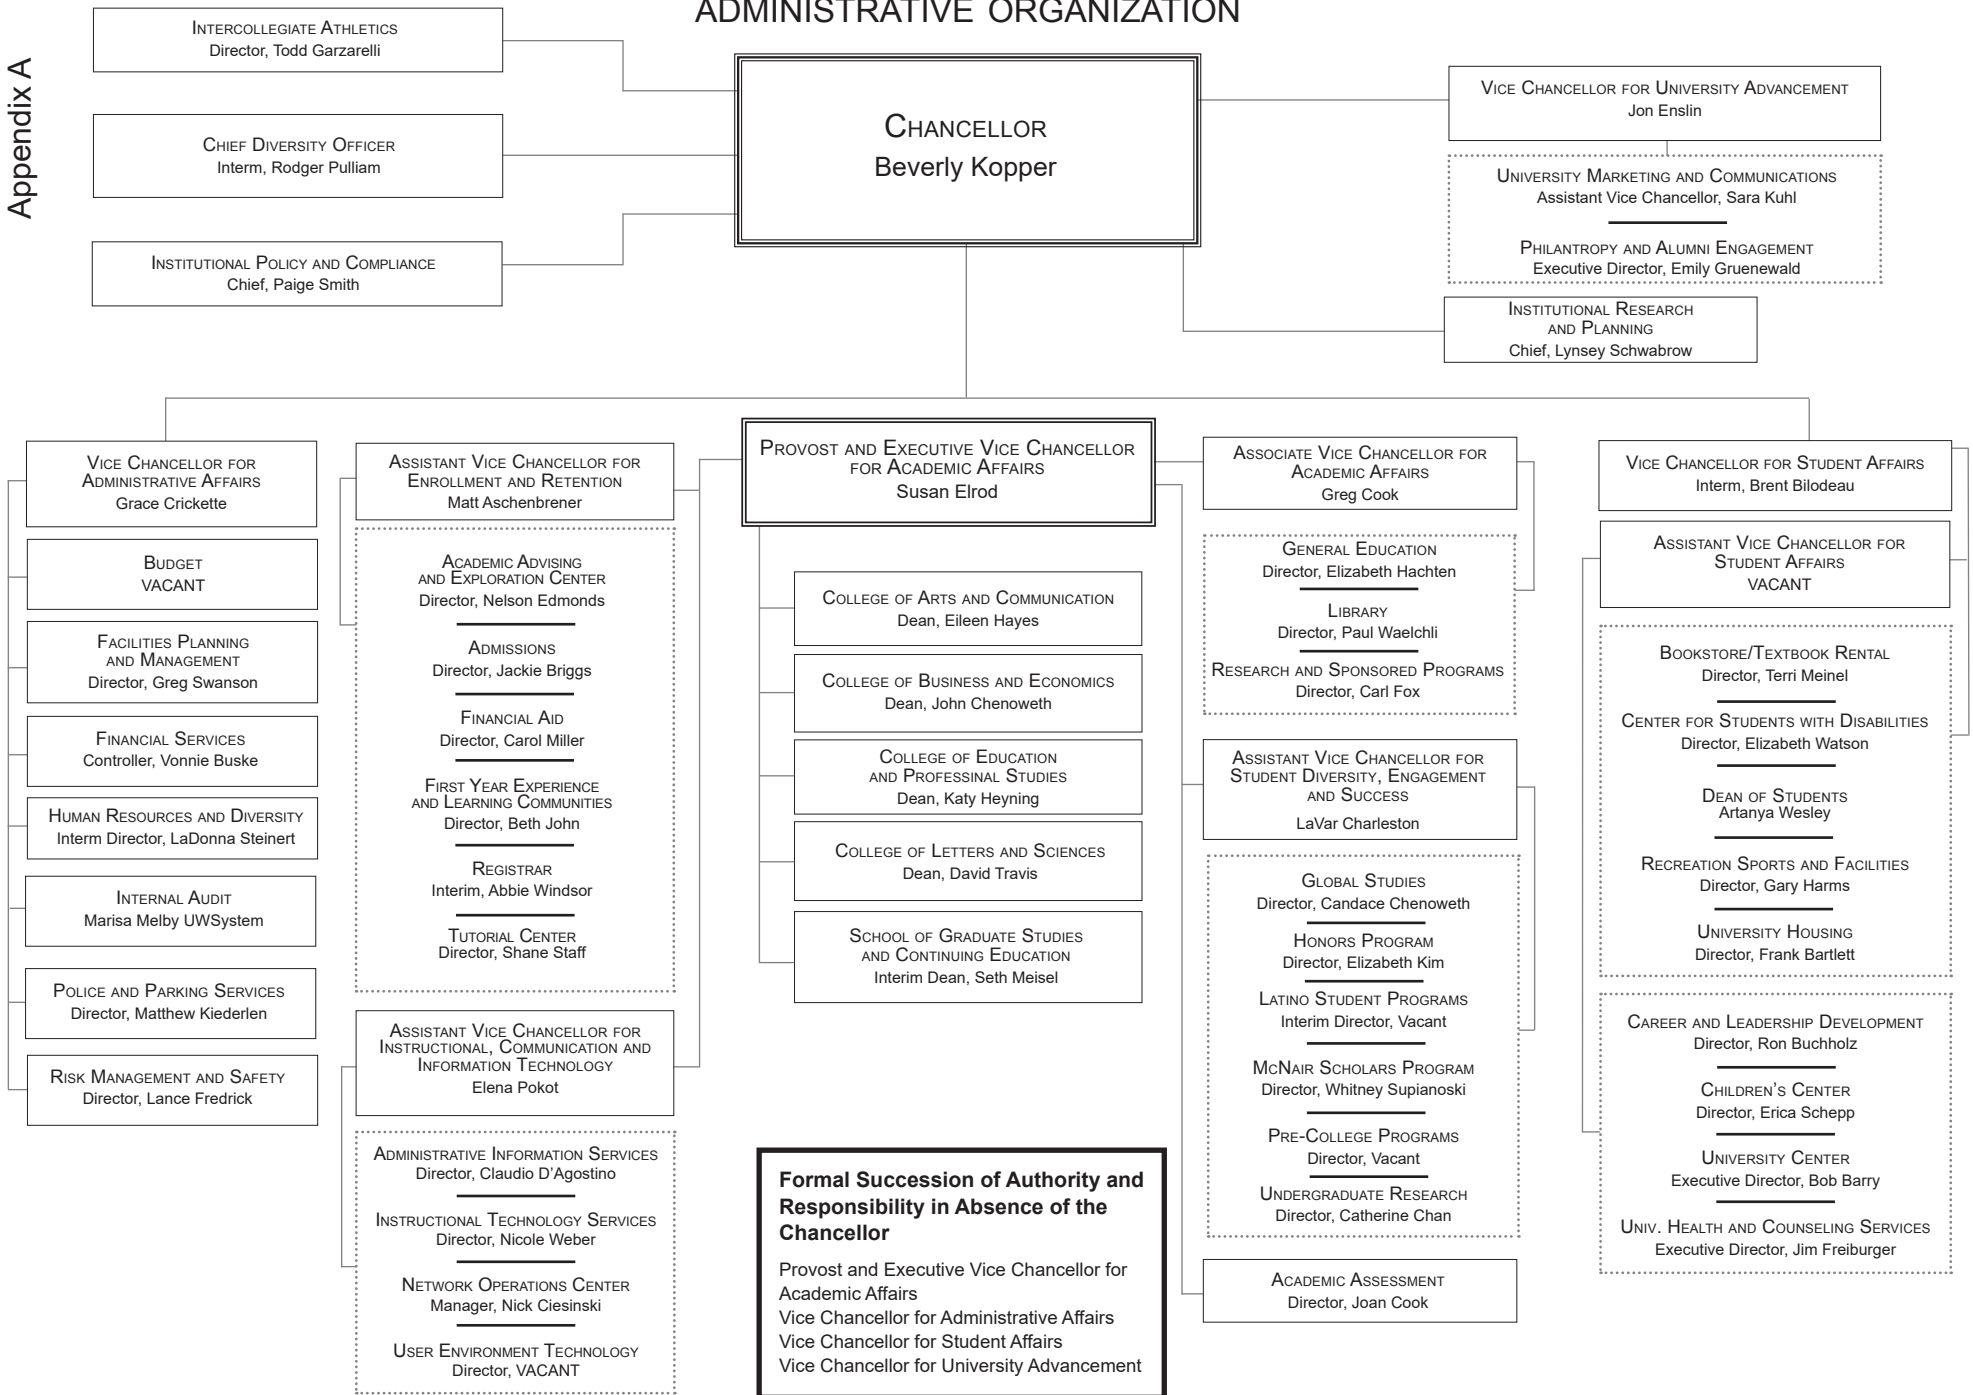 Appendix A
ADMINISTRATIVE ORGANIZATION
INTERCOLLEGIATE ATHLETICS
Director, Todd Garzarelli
CHIEF DIVERSITY OFFICER
Interm, Rodger Pulliam
INSTITUTIONAL POLICY AND COMPLIANCE
Chief, Paige Smith
CHANCELLOR
Beverly Kopper
VICE CHANCELLOR FOR UNIVERSITY ADVANCEMENT
Jon Enslin
UNIVERSITY MARKETING AND COMMUNICATIONS
Assistant Vice Chancellor, Sara Kuhl
PHILANTROPY AND ALUMNI ENGAGEMENT
Executive Director, Emily Gruenewald
INSTITUTIONAL RESEARCH
AND PLANNING
Chief, Lynsey Schwabrow
VICE CHANCELLOR FOR
ADMINISTRATIVE AFFAIRS
Grace Crickette
BUDGET
VACANT
FACILITIES PLANNING
AND MANAGEMENT
Director, Greg Swanson
FINANCIAL SERVICES
Controller, Vonnie Buske
HUMAN RESOURCES AND DIVERSITY
Interm Director, LaDonna Steinert
INTERNAL AUDIT
Marisa Melby UWSystem
POLICE AND PARKING SERVICES
Director, Matthew Kiederlen
RISK MANAGEMENT AND SAFETY
Director, Lance Fredrick
ASSISTANT VICE CHANCELLOR FOR
ENROLLMENT AND RETENTION
Matt Aschenbrener
ACADEMIC ADVISING
AND EXPLORATION CENTER
Director, Nelson Edmonds
ADMISSIONS
Director, Jackie Briggs
FINANCIAL AID
Director, Carol Miller
FIRST YEAR EXPERIENCE
AND LEARNING COMMUNITIES
Director, Beth John
REGISTRAR
Interim, Abbie Windsor
TUTORIAL CENTER
Director, Shane Staff
ASSISTANT VICE CHANCELLOR FOR
INSTRUCTIONAL, COMMUNICATION AND
INFORMATION TECHNOLOGY
Elena Pokot
ADMINISTRATIVE INFORMATION SERVICES
Director, Claudio D'Agostino
INSTRUCTIONAL TECHNOLOGY SERVICES
Director, Nicole Weber
NETWORK OPERATIONS CENTER
Manager, Nick Ciesinski
USER ENVIRONMENT TECHNOLOGY
Director, VACANT
PROVOST AND EXECUTIVE VICE CHANCELLOR
FOR ACADEMIC AFFAIRS
Susan Elrod
COLLEGE OF ARTS AND COMMUNICATION
Dean, Eileen Hayes
COLLEGE OF BUSINESS AND ECONOMICS
Dean, John Chenoweth
COLLEGE OF EDUCATION
AND PROFESSINAL STUDIES
Dean, Katy Heyning
COLLEGE OF LETTERS AND SCIENCES
Dean, David Travis
SCHOOL OF GRADUATE STUDIES
AND CONTINUING EDUCATION
Interim Dean, Seth Meisel
Formal Succession of Authority and
Responsibility in Absence of the
Chancellor
Provost and Executive Vice Chancellor for
Academic Affairs
Vice Chancellor for Administrative Affairs
Vice Chancellor for Student Affairs
Vice Chancellor for University Advancement
ASSOCIATE VICE CHANCELLOR FOR
ACADEMIC AFFAIRS
Greg Cook
GENERAL EDUCATION
Director, Elizabeth Hachten
LIBRARY
Director, Paul Waelchli
RESEARCH AND SPONSORED PROGRAMS
Director, Carl Fox
ASSISTANT VICE CHANCELLOR FOR
STUDENT DIVERSITY, ENGAGEMENT
AND SUCCESS
LaVar Charleston
GLOBAL STUDIES
Director, Candace Chenoweth
HONORS PROGRAM
Director, Elizabeth Kim
LATINO STUDENT PROGRAMS
Interim Director, Vacant
MCNAIR SCHOLARS PROGRAM
Director, Whitney Supianoski
PRE-COLLEGE PROGRAMS
Director, Vacant
UNDERGRADUATE RESEARCH
Director, Catherine Chan
ACADEMIC ASSESSMENT
Director, Joan Cook
VICE CHANCELLOR FOR STUDENT AFFAIRS
Interim, Brent Bilodeau
ASSISTANT VICE CHANCELLOR FOR
STUDENT AFFAIRS
VACANT
BOOKSTORE/TEXTBOOK RENTAL
Director, Terri Meinel
CENTER FOR STUDENTS WITH DISABILITIES
Director, Elizabeth Watson
DEAN OF STUDENTS
Artanya Wesley
RECREATION SPORTS AND FACILITIES
Director, Gary Harms
UNIVERSITY HOUSING
Director, Frank Bartlett
CAREER AND LEADERSHIP DEVELOPMENT
Director, Ron Buchholz
CHILDREN'S CENTER
Director, Erica Schepp
UNIVERSITY CENTER
Executive Director, Bob Barry
UNIV. HEALTH AND COUNSELING SERVICES
Executive Director, Jim Freiburger